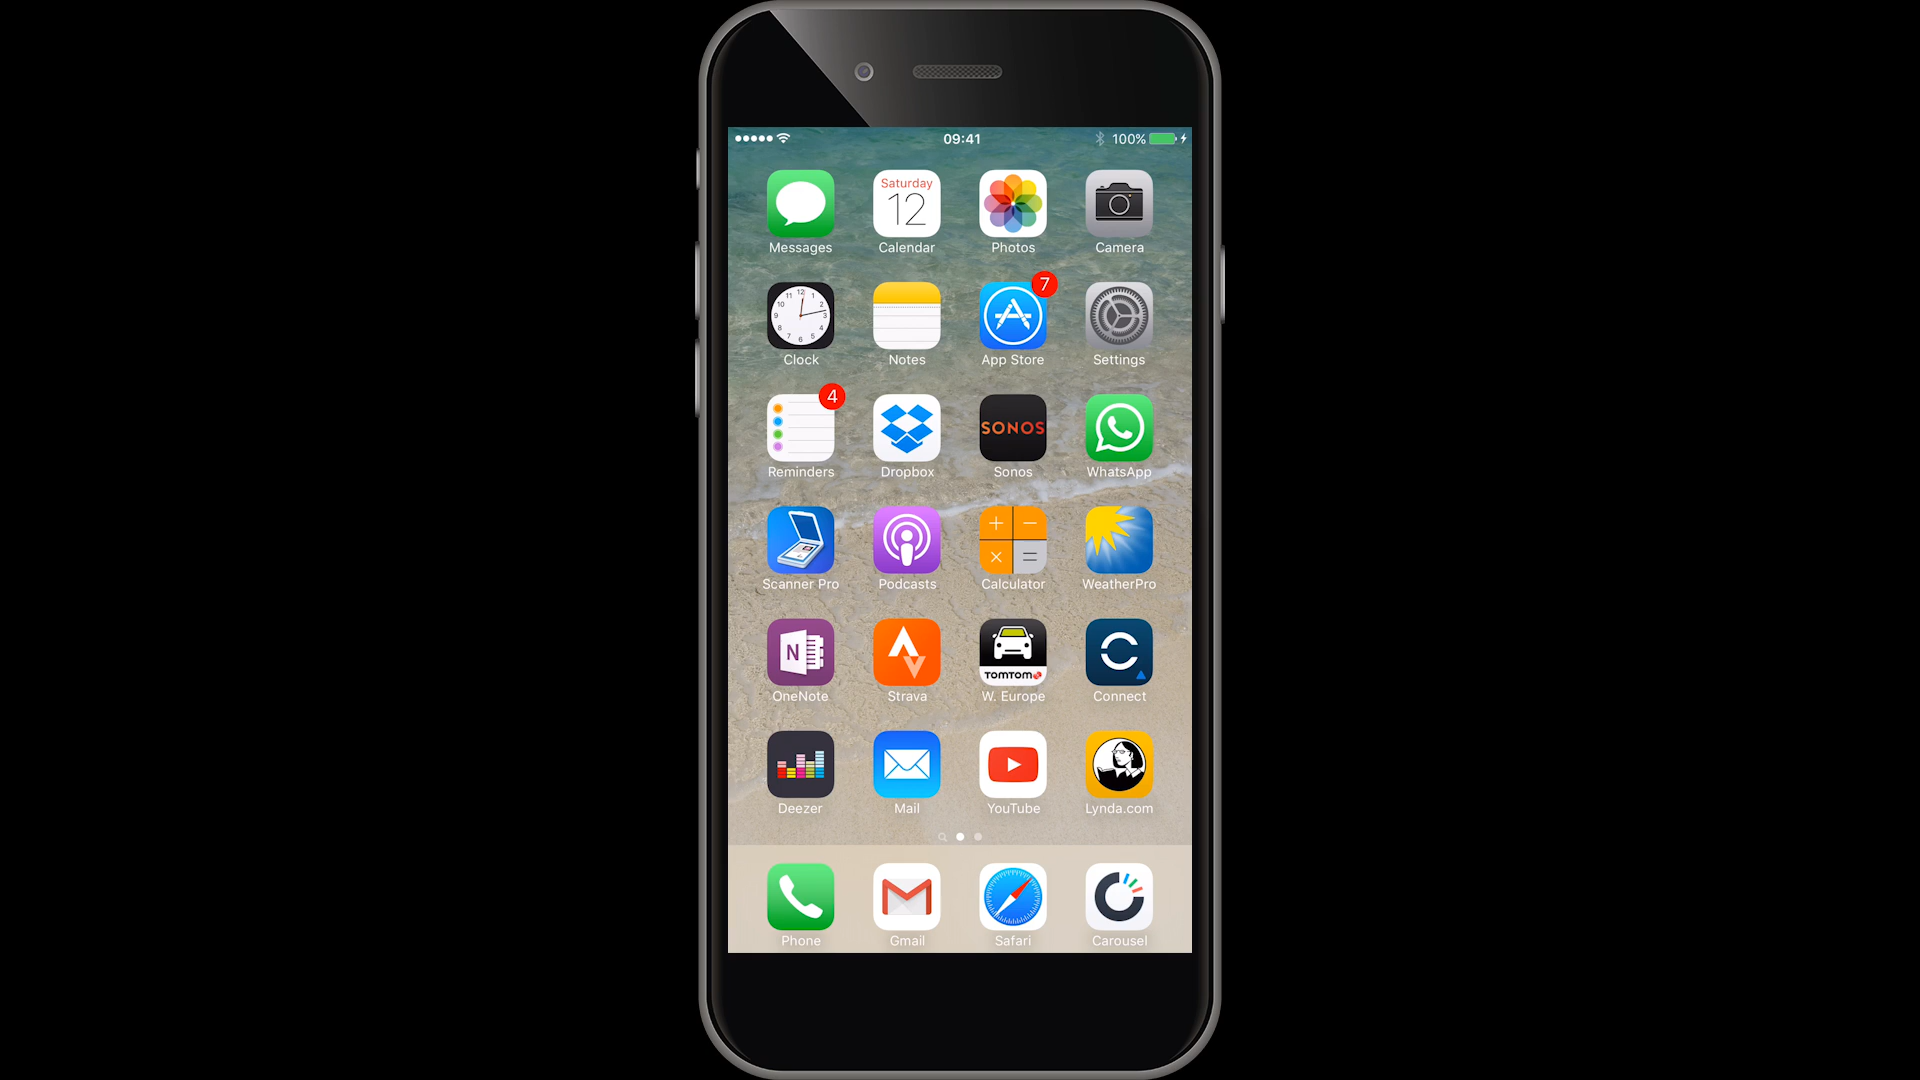 09:41 100%
Saturday
12
Messages Calendar Photos Camera
7
Clock Notes App Store Settings
4
SONOS
Reminders Dropbox Sonos WhatsApp
Scanner Pro Podcasts Calculator WeatherPro
N TOMTOM
OneNote Strava W. Europe Connect
Deezer Mail YouTube Lynda.com
Phone Gmail Safari Carousel